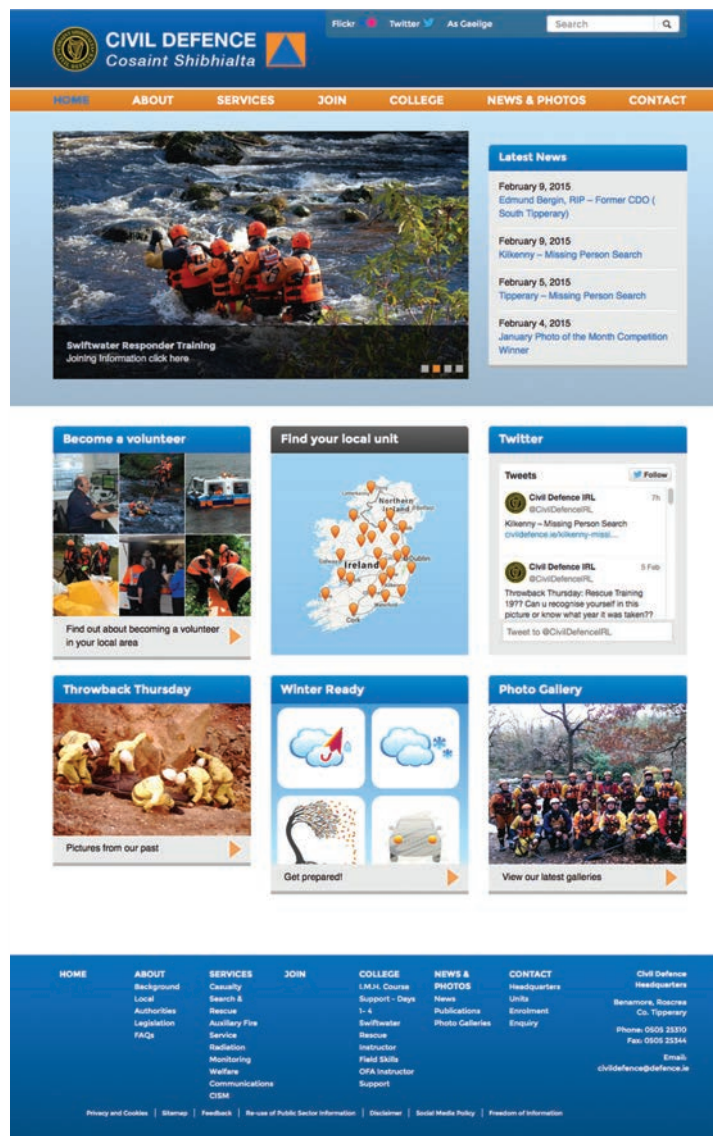 Flickr Twitter As Gaeilge Search
CIVIL DEFENCE
Cosaint Shibhialta
HOME ABOUT SERVICES JOIN COLLEGE NEWS & PHOTOS CONTACT
Swiftwater Responder Training
Joining Information click here
Latest News
February 9, 2015
Edmund Bergin, RIP – Former CDO (
South Tipperary)
February 9, 2015
Kilkenny – Missing Person Search
February 5, 2015
Tipperary – Missing Person Search
February 4, 2015
January Photo of the Month Competition
Winner
Become a volunteer
Find out about becoming a volunteer
in your local area
Find your local unit
Northern
Ireland
Galway
Dublin
Ireland
Waterford
Cork
Twitter
Tweets Follow
Civil Defence IRL 7h
@CivilDefenceIRL
Kilkenny – Missing Person Search
civildefence.ie/kilkenny-missi....
Civil Defence IRL 5 Feb
@CivilDefenceIRL
Throwback Thursday: Rescue Training
19?? Can u recognise yourself in this
picture or know what year it was taken??
Tweet to @CivilDefenceIRL
Throwback Thursday
Pictures from our past
Winter Ready
Get prepared!
Photo Gallery
View our latest galleries
HOME
ABOUT
Background
Local
Authorities
Legislation
FAQs
SERVICES
Casualty
Search &
Rescue
Auxiliary Fire
Service
Radiation
Monitoring
Welfare
Communications
CISM
JOIN
COLLEGE
I.M.H. Course
Support - Days
1- 4
Swiftwater
Rescue
Instructor
Field Skills
OFA Instructor
Support
NEWS &
PHOTOS
News
Publications
Photo Galleries
CONTACT
Headquarters
Units
Enrolment
Enquiry
Civil Defence
Headquarters
Benamore, Roscrea
Co. Tipperary
Phone: 0505 25310
Fax: 0505 25344
Email:
civildefence@defence.ie
Privacy and Cookies | Sitemap | Feedback | Re-use of Public Sector Information | Disclaimer | Social Media Policy | Freedom of Information